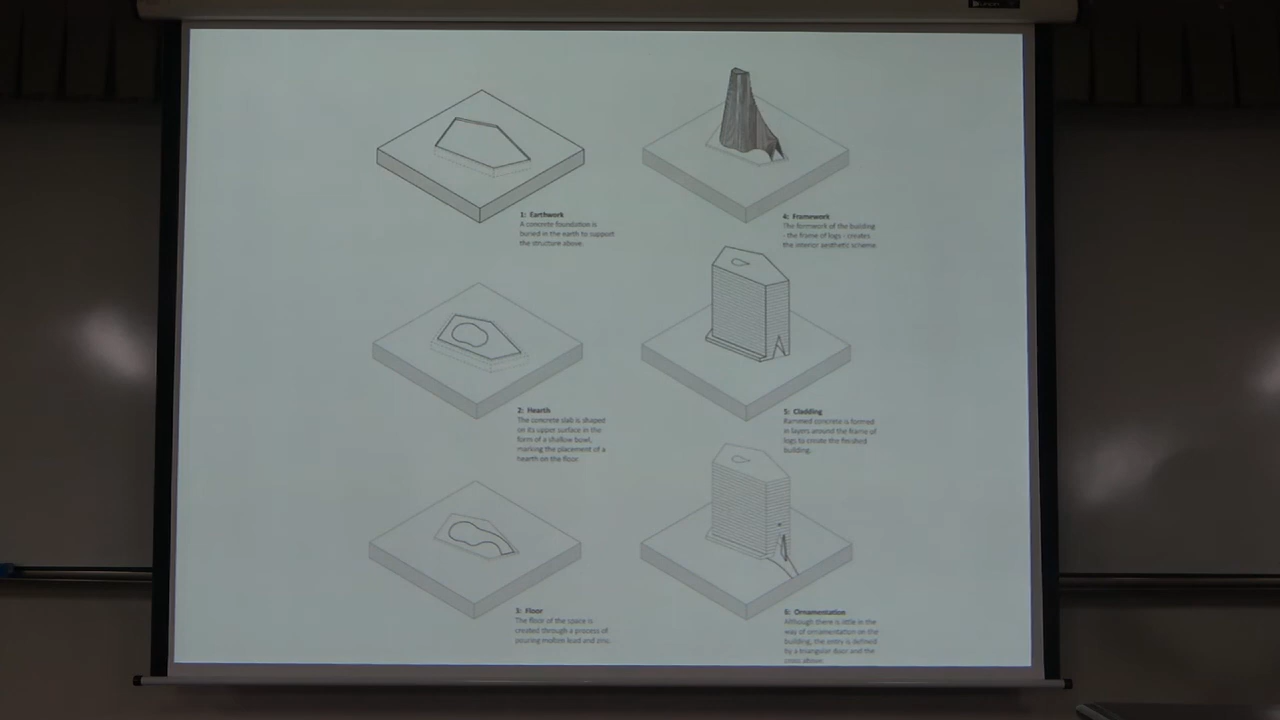 1: Earthwork
A concrete foundation is
buried in the earth to support
the structure above.
2: Hearth
The concrete slab is shaped
on its upper surface in the
form of a shallow bowl,
marking the placement of a
hearth on the floor.
3: Floor
The floor of the space is
created through a process of
pouring molten lead and zinc.
4: Framework
The formwork of the building
- the frame of logs - creates
the interior aesthetic scheme.
5: Cladding
Rammed concrete is formed
in layers around the frame of
logs to create the finished
building.
6: Ornamentation
Although there is little in the
way of ornamentation on the
building, the entry is defined
by a triangular door and the
cross above.